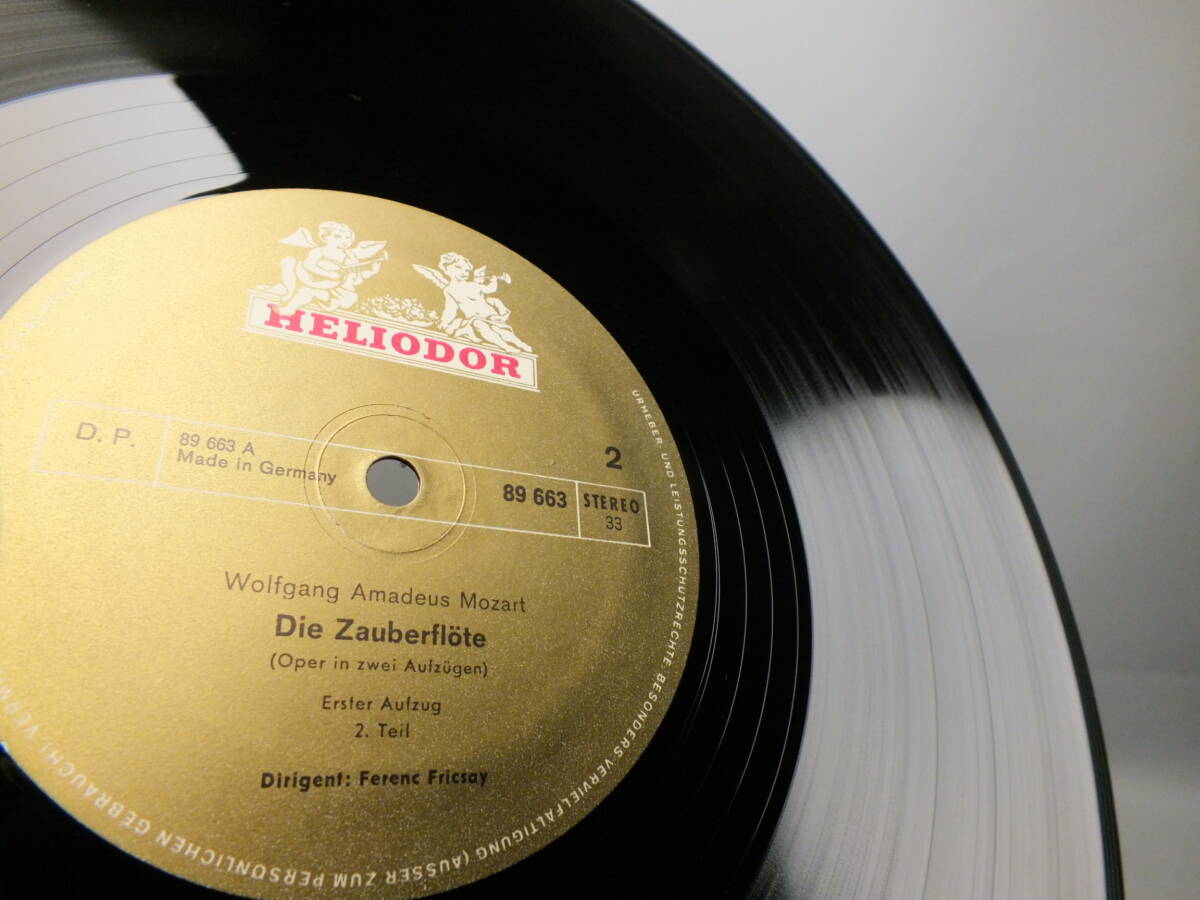 HELIODOR
D. P.
89 663 A
Made in Germany
2
89 663
STEREO
33
Wolfgang Amadeus Mozart
Die Zauberflöte
(Oper in zwei Aufzügen)
Erster Aufzug
2. Teil
Dirigent: Ferenc Fricsay
URHEBER- UND LEISTUNGSSCHUTZRECHTE, BESONDERS VERVIELFÄLTIGUNG (AUSSER ZUM PERSÖNLICHEN GEBRAUCH),